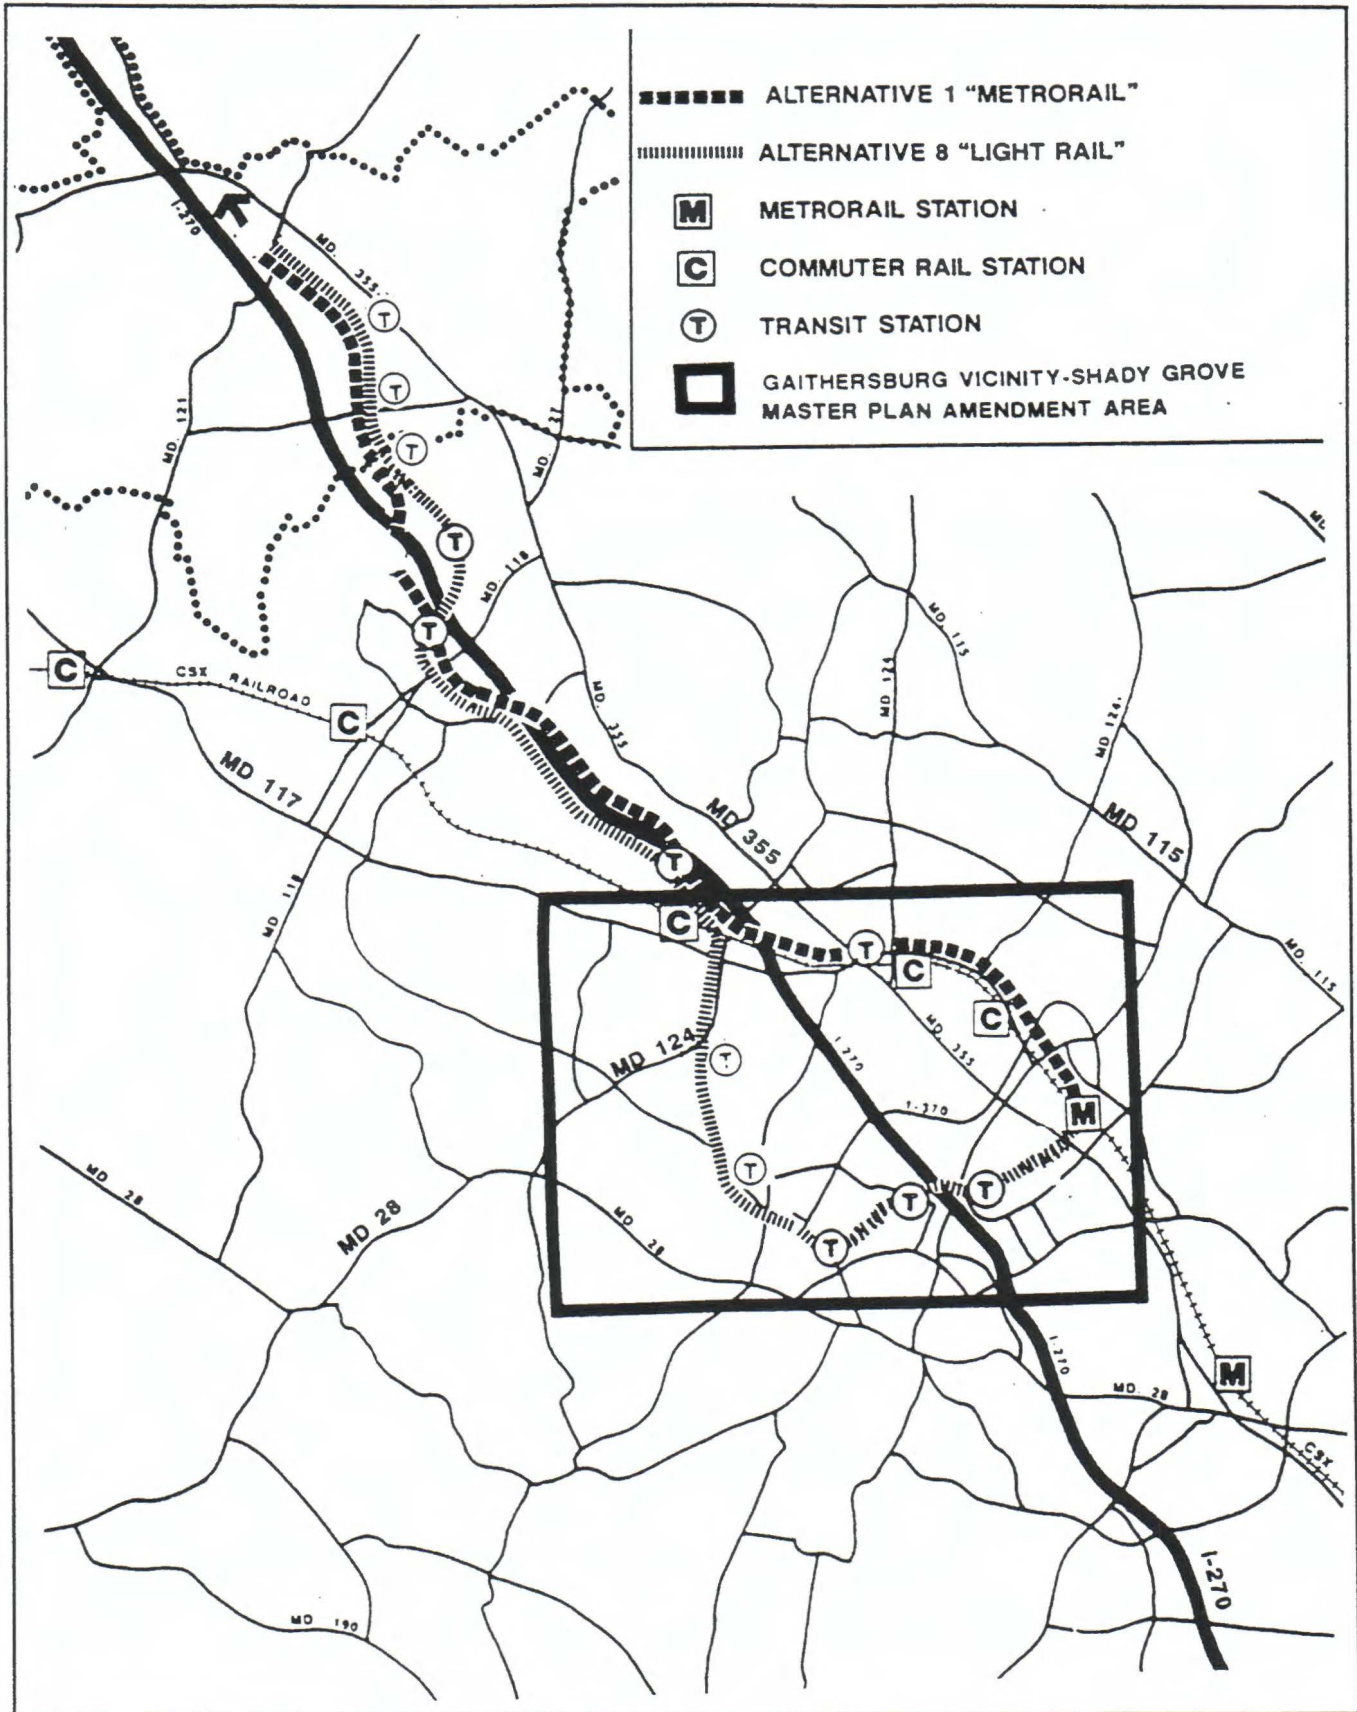 ALTERNATIVE 1 “METRORAIL”
ALTERNATIVE 8 “LIGHT RAIL”
M METRORAIL STATION
C COMMUTER RAIL STATION
T TRANSIT STATION
GAITHERSBURG VICINITY-SHADY GROVE
MASTER PLAN AMENDMENT AREA
I-270
MD. 355.
T
MD. 121
T
T
MD. 27
T
MD. 118
MD.
T
C
CSX RAILROAD
C
MD. 355
MD. 115
MD 124
MD 124.
MD 117
MD 355
MD 115
MD 118
T
C
T
C
MD. 115
C
MD. 355
I-270
MD 124
T
I-370
M
MD 28
T
T
T
T
MD 28
MD. 28
I-270
M
MD. 28
CSX
I-270
MD 190